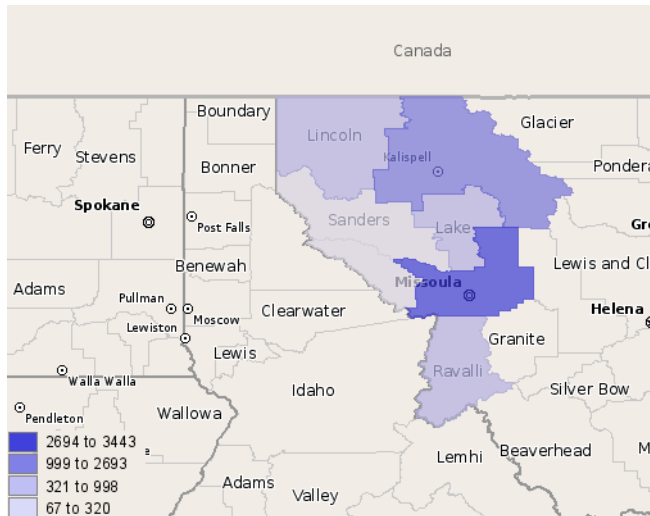 Canada
Boundary
Glacier
Lincoln
Ferry
Stevens
Kalispell
Bonner
Pondera
Spokane
Sanders
Post Falls
Lake
Gr
Benewah
Lewis and Cl
Adams
Missoula
Pullman
Clearwater
Moscow
Helena
Lewiston
Granite
Lewis
Ravalli
Walla Walla
Idaho
Silver Bow
Pendleton
Wallowa
2694 to 3443
M
Beaverhead
e
Lemhi
999 to 2693
Adams
321 to 998
Valley
67 to 320